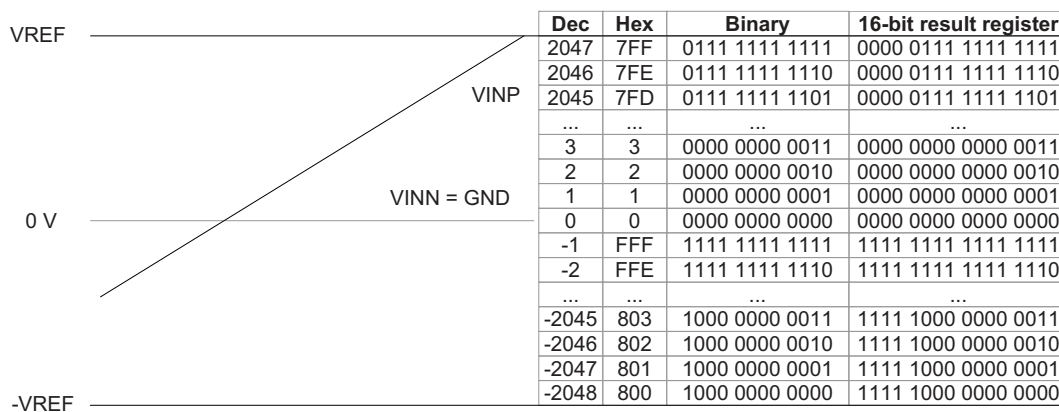 Dec Hex Binary 16-bit result register
VREF
2047 7FF 0111 1111 1111 0000 0111 1111 1111
2046 7FE 0111 1111 1110 0000 0111 1111 1110
VINP
2045 7FD 0111 1111 1101 0000 0111 1111 1101
... ... ... ...
3 3 0000 0000 0011 0000 0000 0000 0011
2 2 0000 0000 0010 0000 0000 0000 0010
VINN = GND
1 1 0000 0000 0001 0000 0000 0000 0001
0 V
0 0 0000 0000 0000 0000 0000 0000 0000
-1 FFF 1111 1111 1111 1111 1111 1111 1111
-2 FFE 1111 1111 1110 1111 1111 1111 1110
... ... ... ...
-2045 803 1000 0000 0011 1111 1000 0000 0011
-2046 802 1000 0000 0010 1111 1000 0000 0010
-2047 801 1000 0000 0001 1111 1000 0000 0001
-2048 800 1000 0000 0000 1111 1000 0000 0000
-VREF